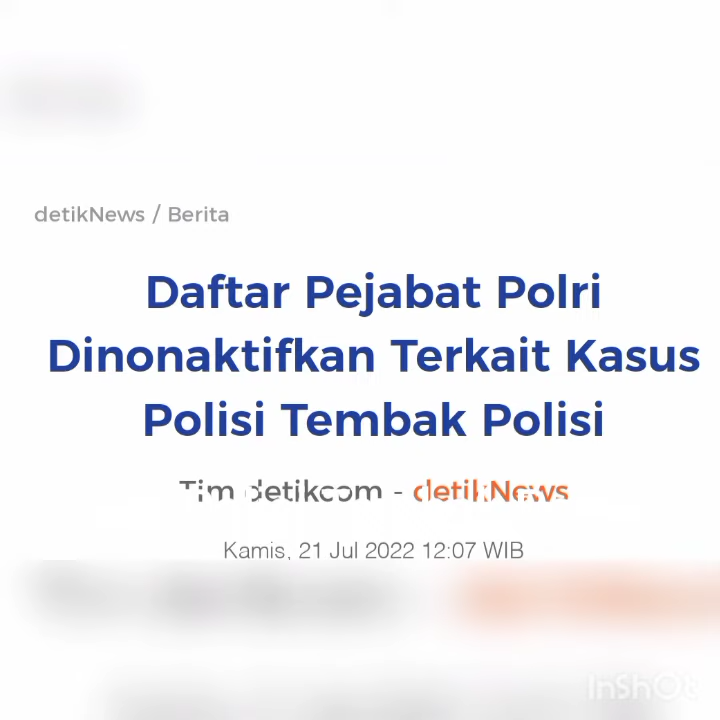 detikNews / Berita
Daftar Pejabat Polri
Dinonaktifkan Terkait Kasus
Polisi Tembak Polisi
Tim detikcom - detikNews
Kamis, 21 Jul 2022 12:07 WIB
InShOt